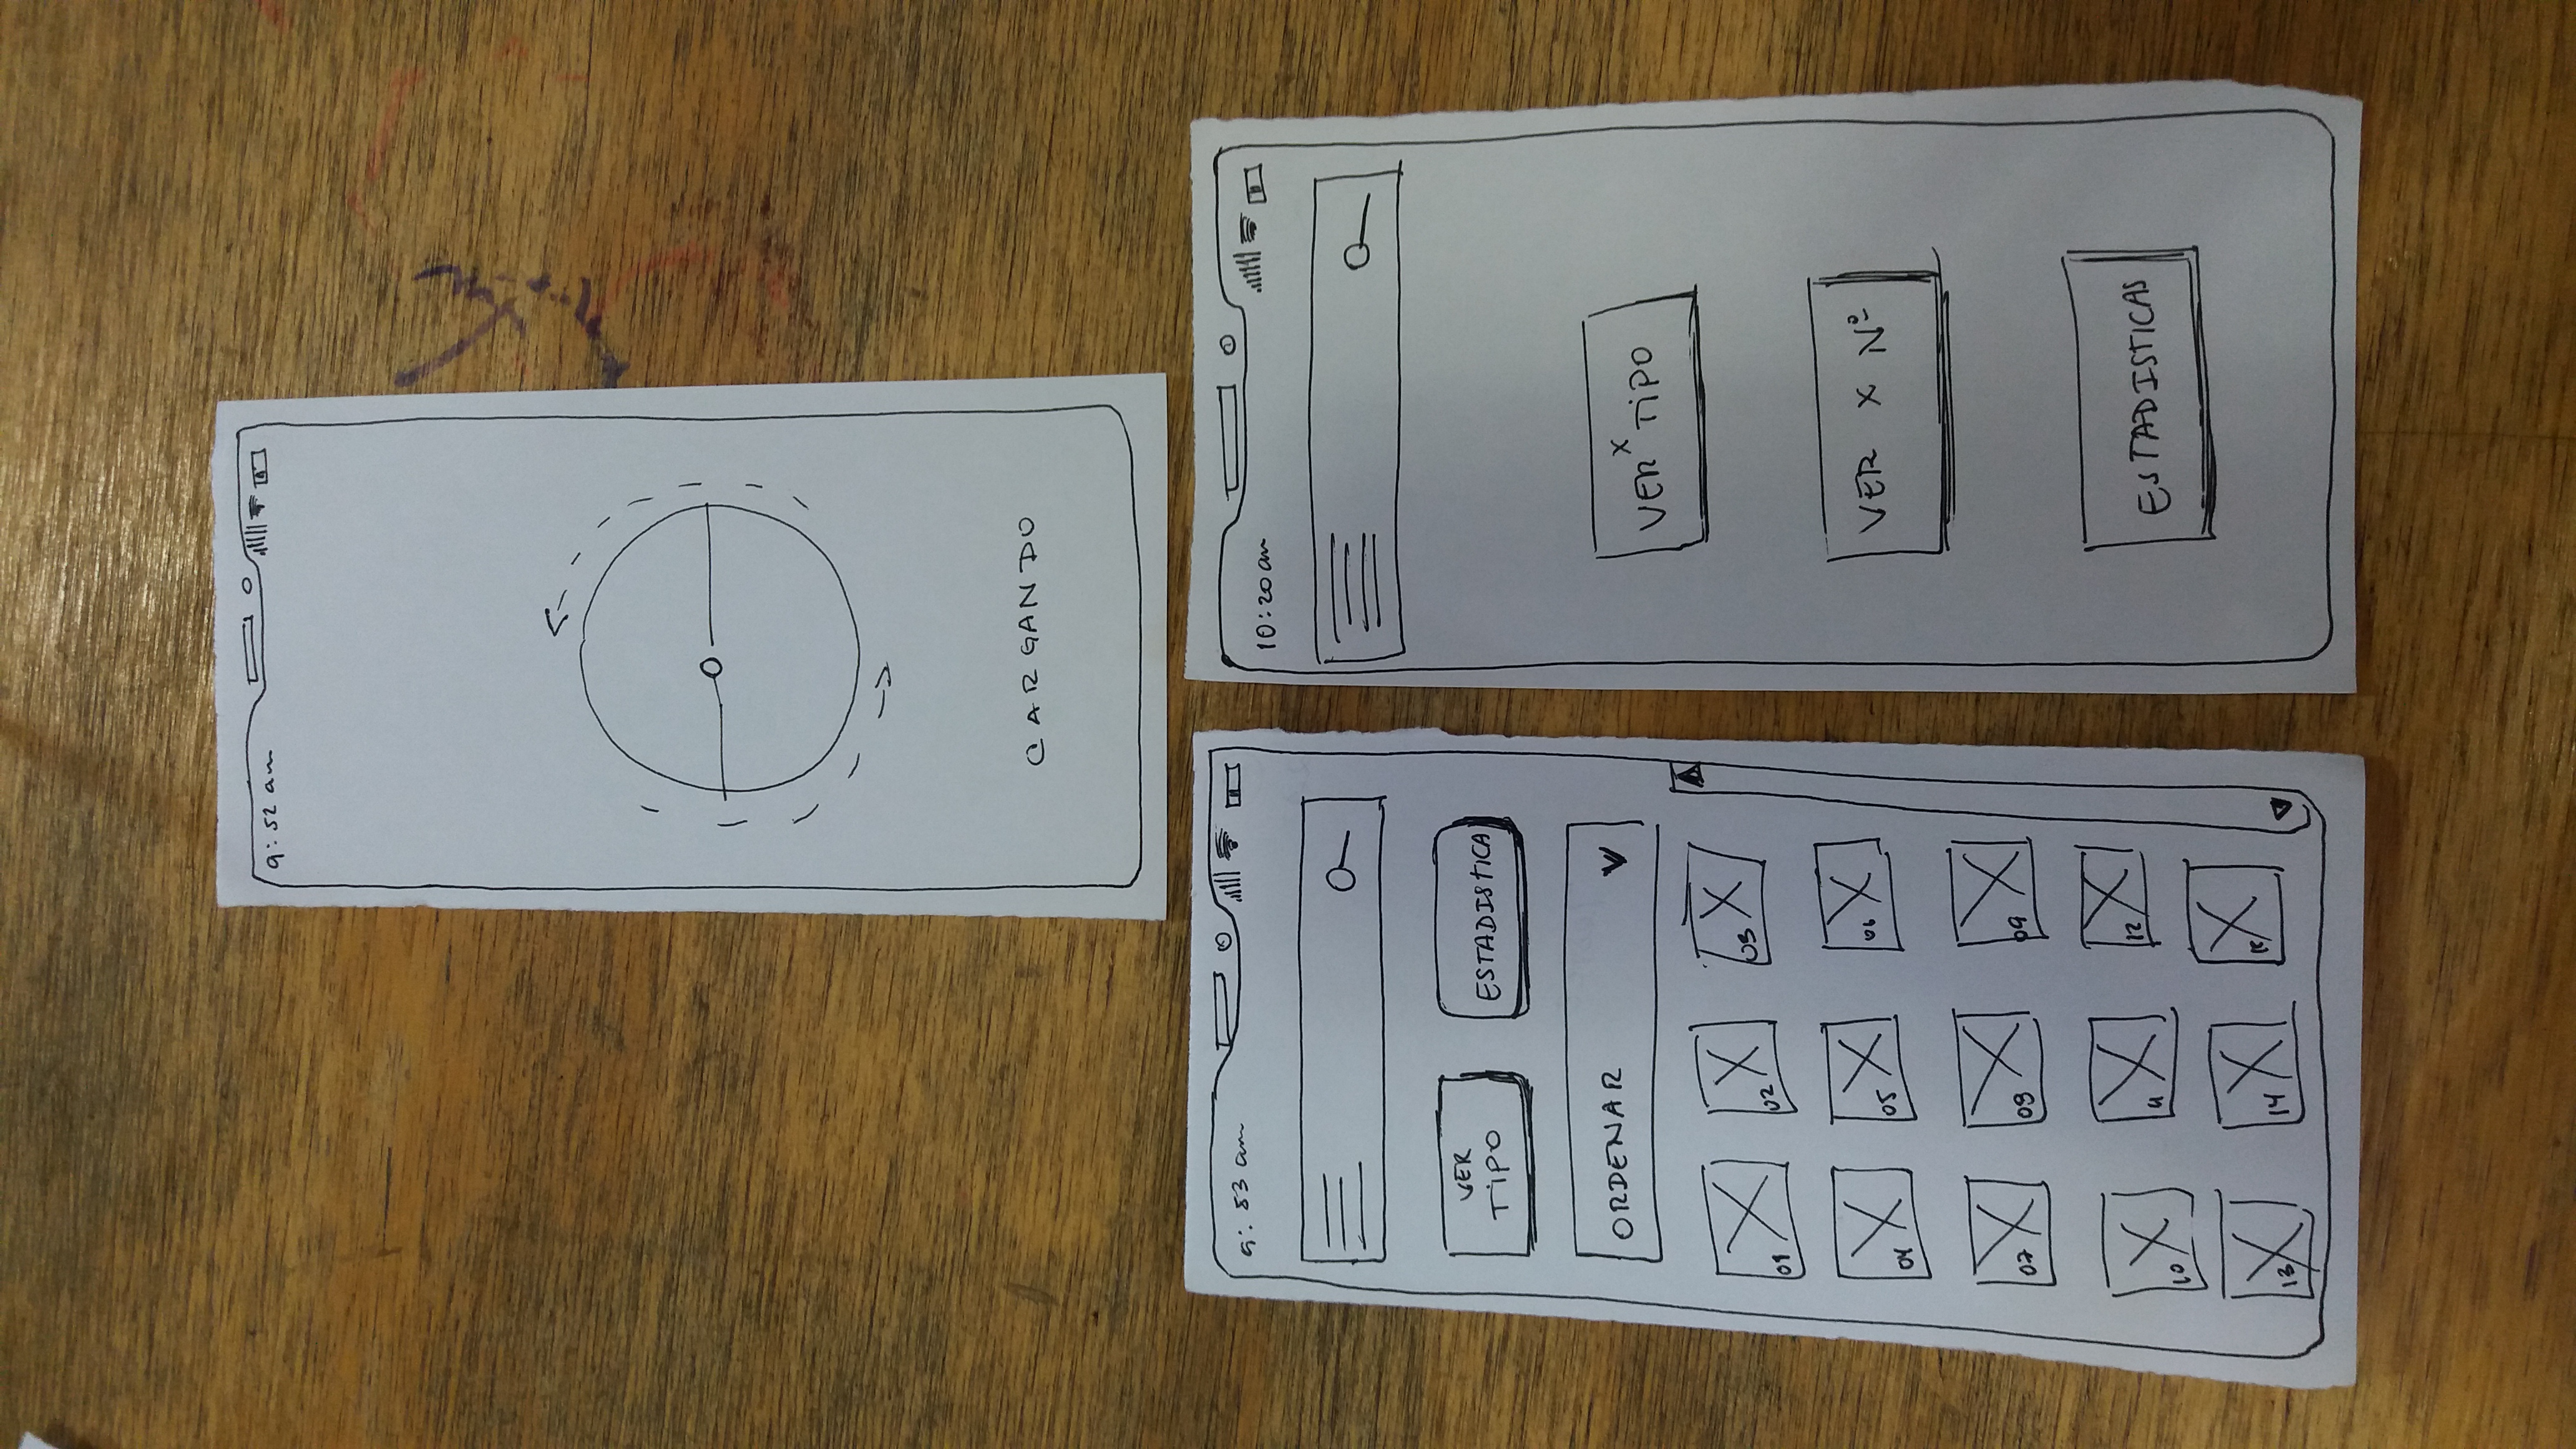 9:52 am
CARGANDO
9:53 am
VER
TIPO
ESTADISTICA
ORDENAR
01 02 03
04 05 06
07 08 09
10 11 12
13 14 15
10:20 am
VER X TIPO
VER X Nº
ESTADISTICAS